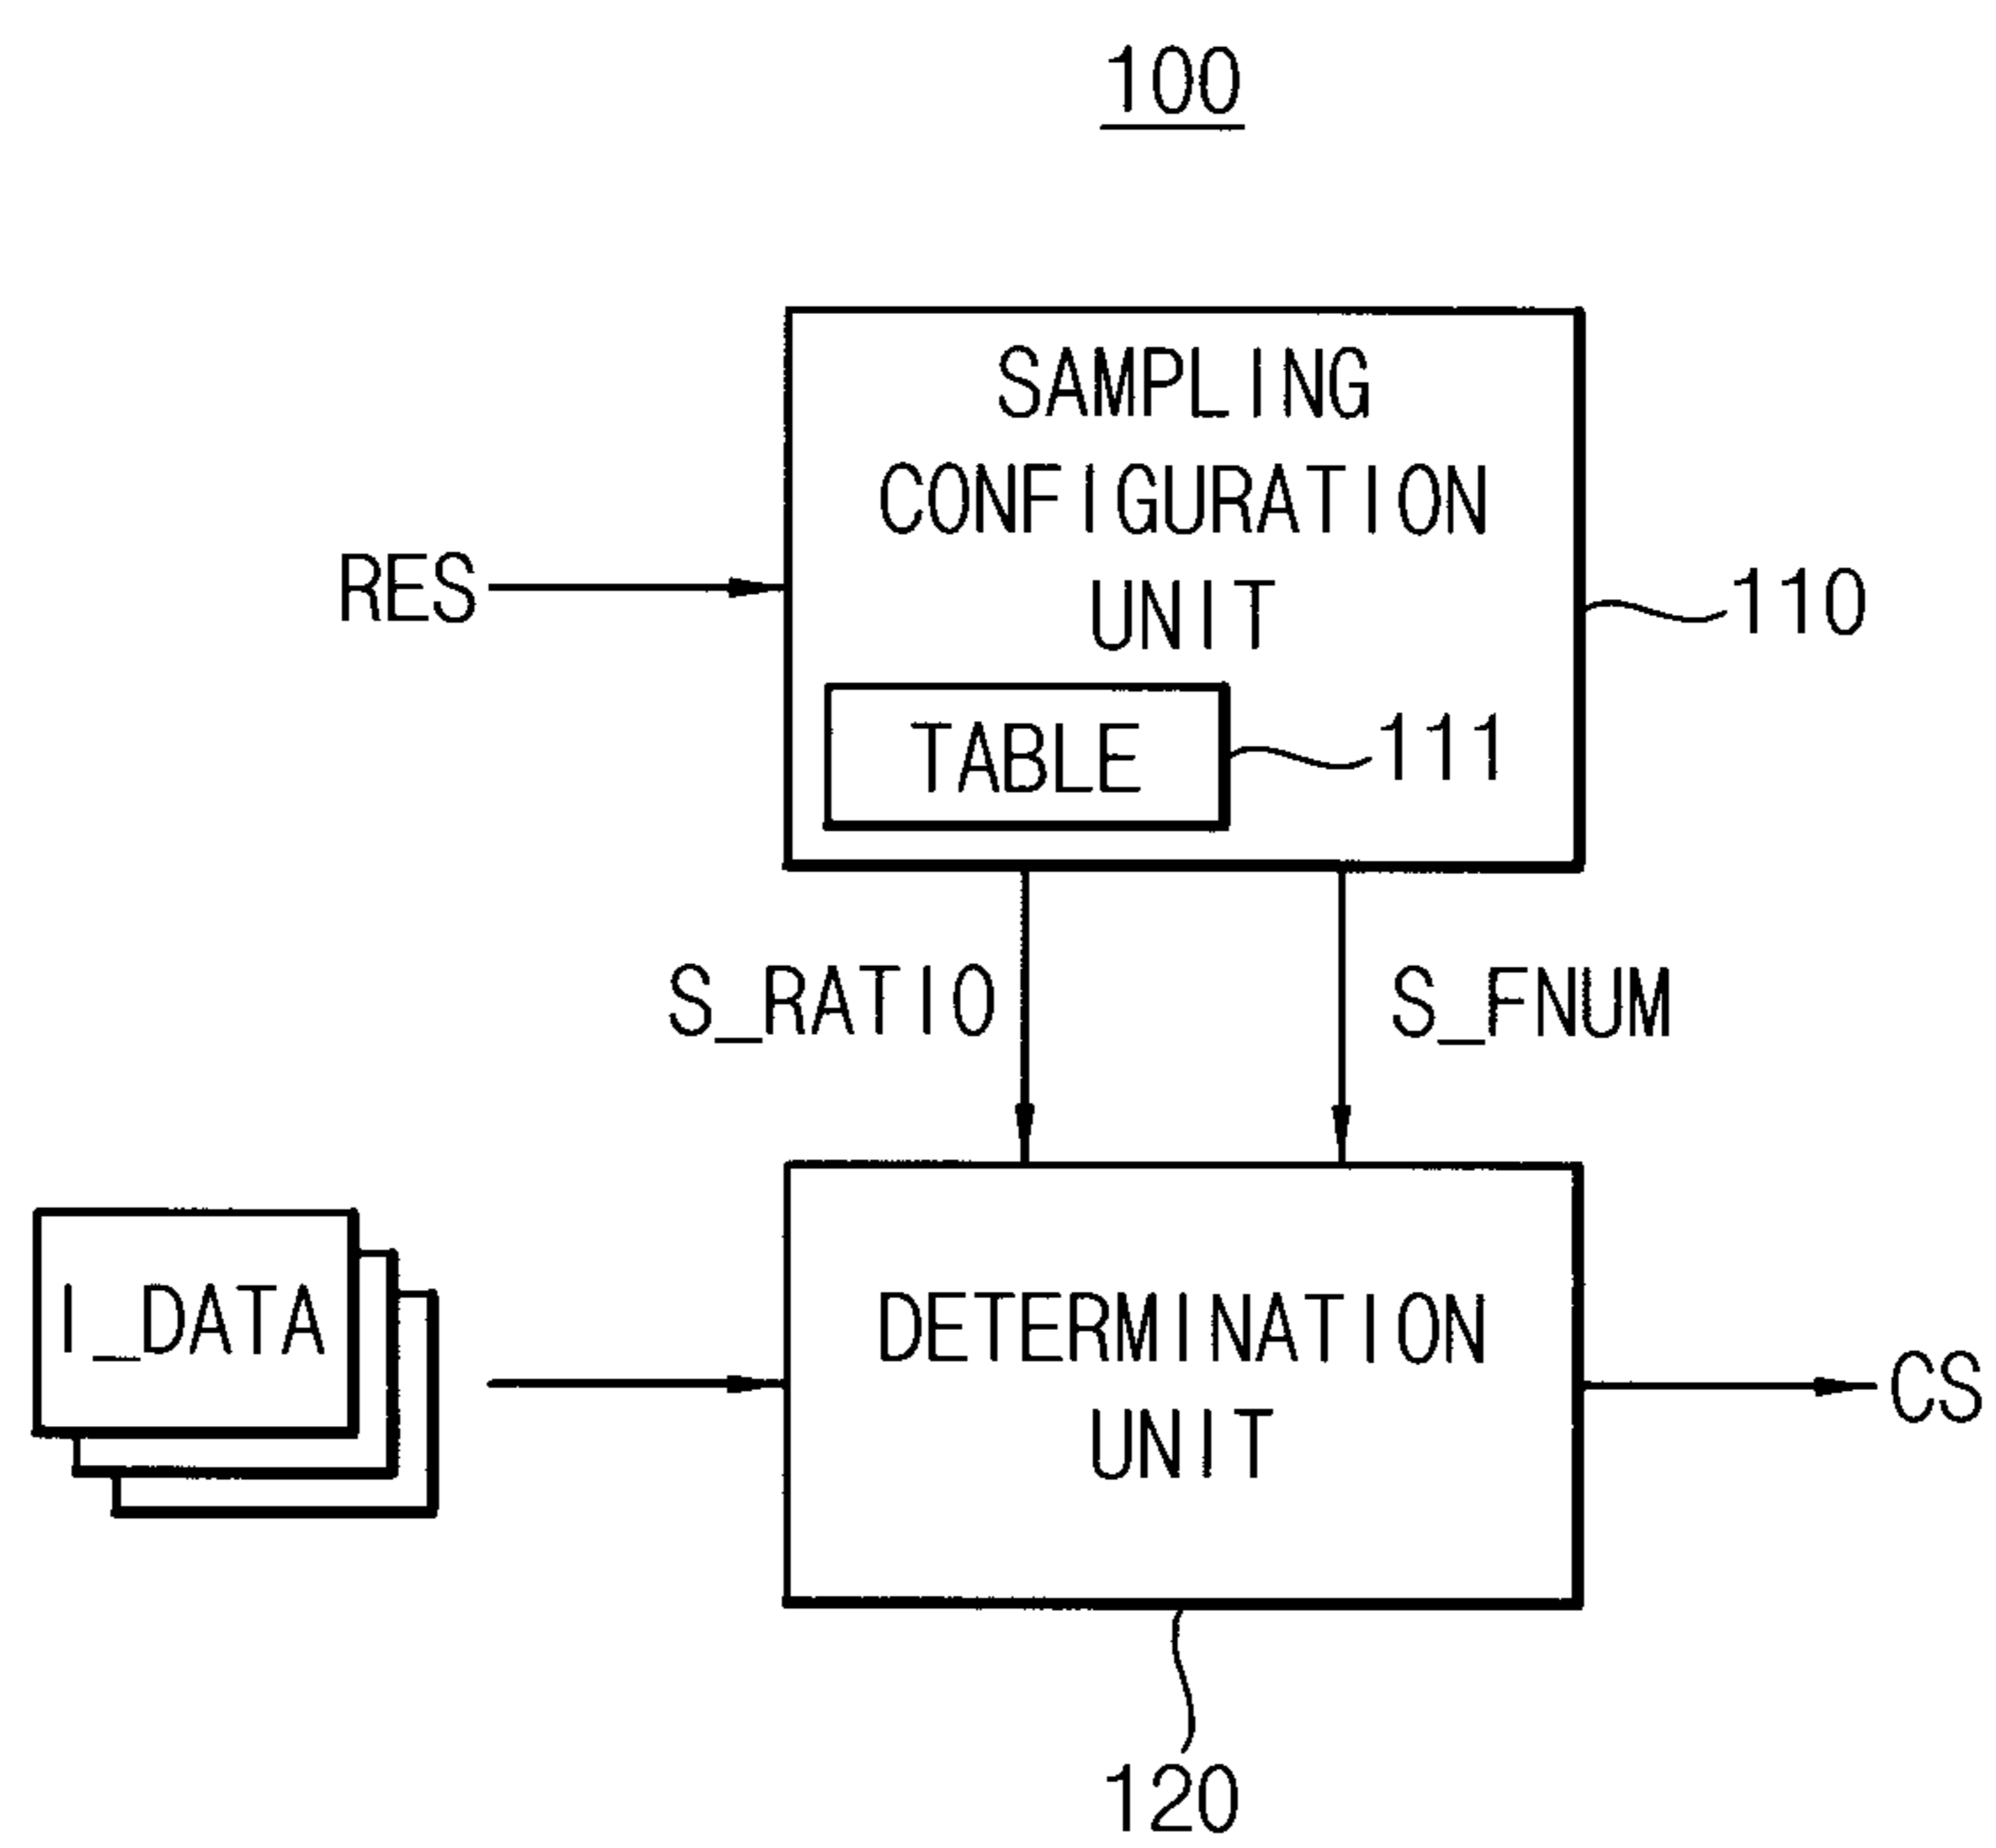 100
SAMPLING
CONFIGURATION
UNIT
RES
110
TABLE
111
S_RATIO
S_FNUM
I_DATA
DETERMINATION
UNIT
CS
120